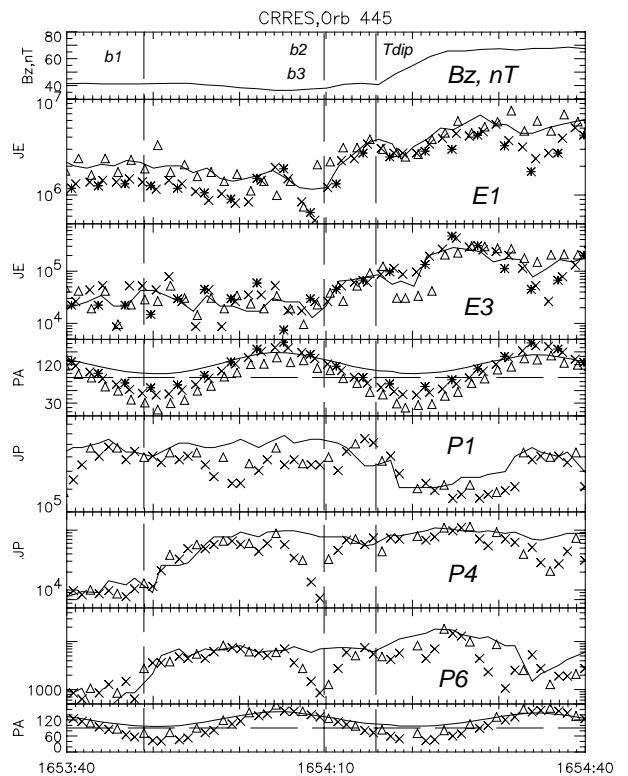 CRRES,Orb 445
80
60
40
Bz,nT
b1
b2
b3
Tdip
Bz, nT
10^7
10^6
JE
E1
10^5
10^4
JE
E3
120
30
PA
10^5
JP
P1
10^4
JP
P4
1000
P6
120
60
0
PA
1653:40
1654:10
1654:40